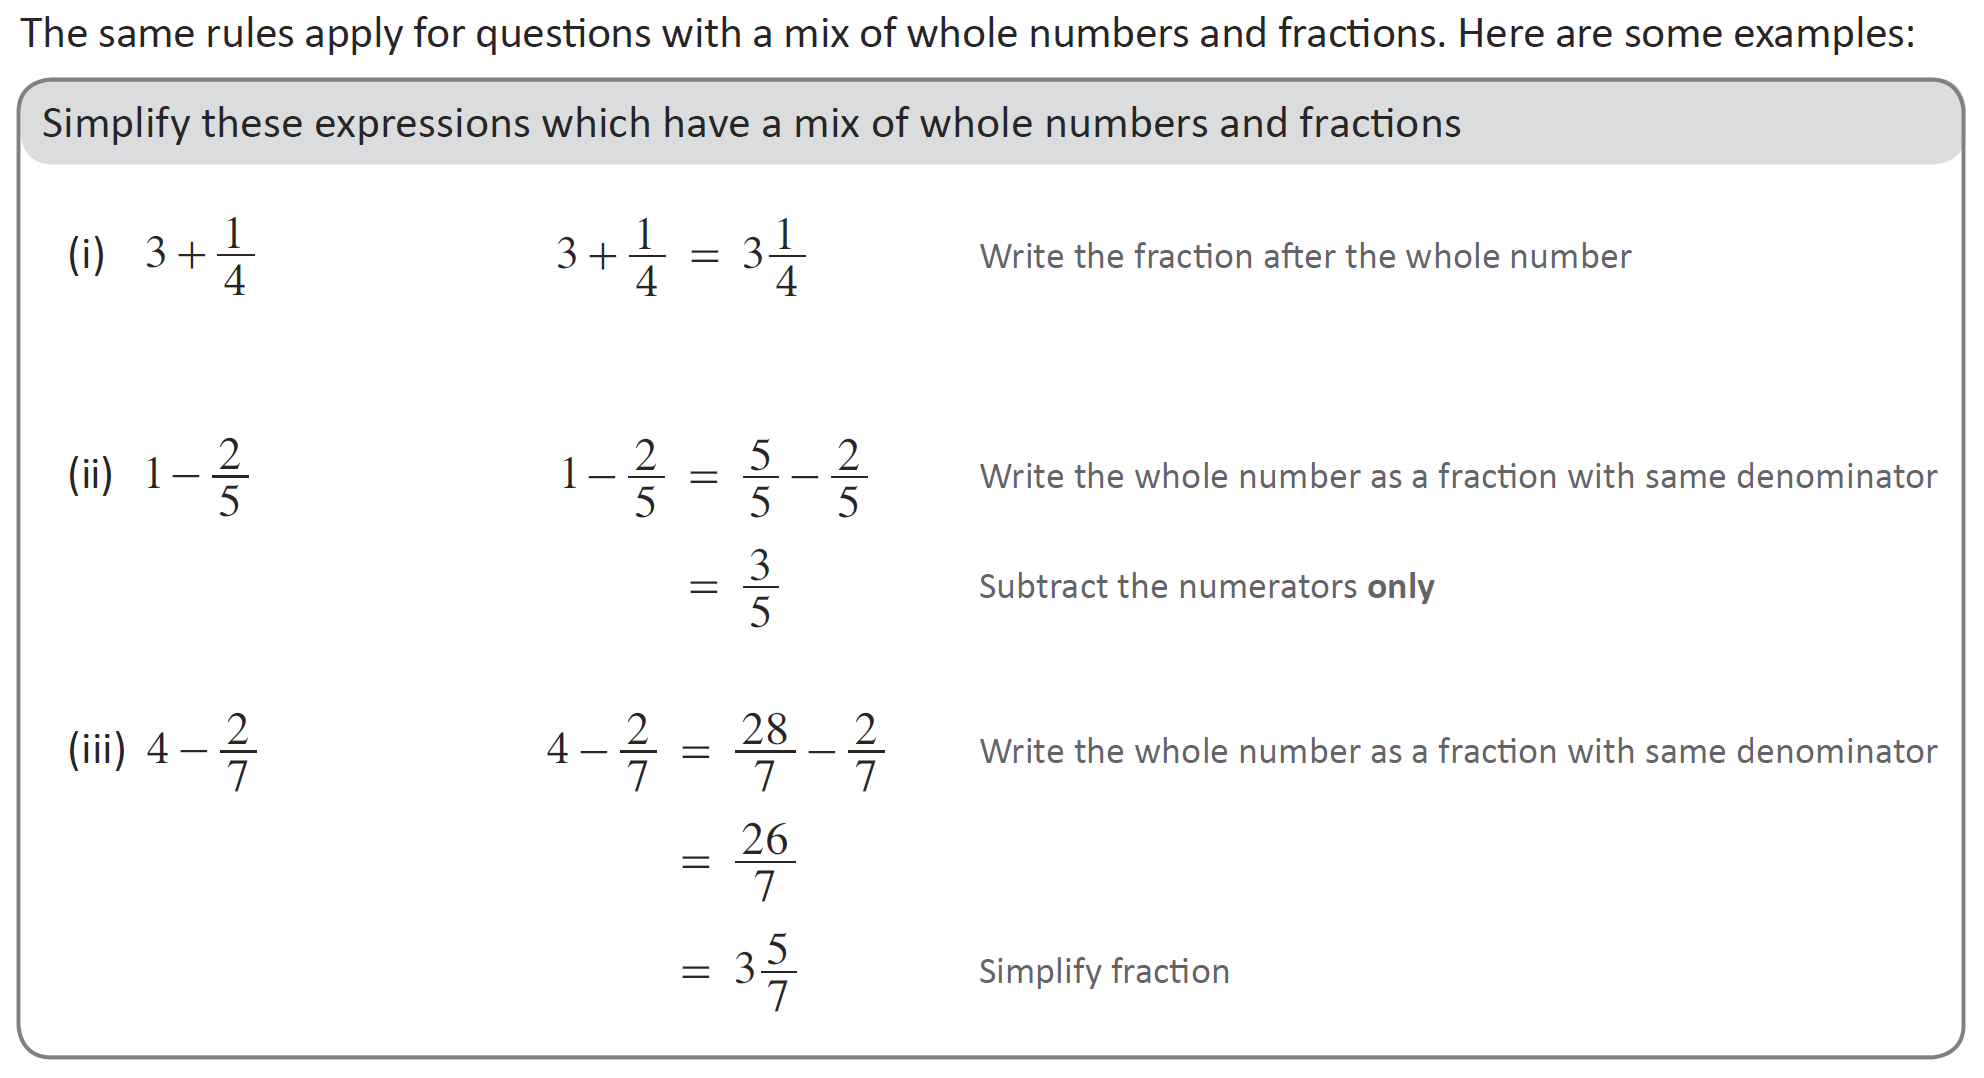 The same rules apply for questions with a mix of whole numbers and fractions. Here are some examples:
Simplify these expressions which have a mix of whole numbers and fractions
(i) 3 + 1/4    3 + 1/4 = 3 1/4    Write the fraction after the whole number
(ii) 1 − 2/5    1 − 2/5 = 5/5 − 2/5    Write the whole number as a fraction with same denominator
= 3/5    Subtract the numerators only
(iii) 4 − 2/7    4 − 2/7 = 28/7 − 2/7    Write the whole number as a fraction with same denominator
= 26/7
= 3 5/7    Simplify fraction